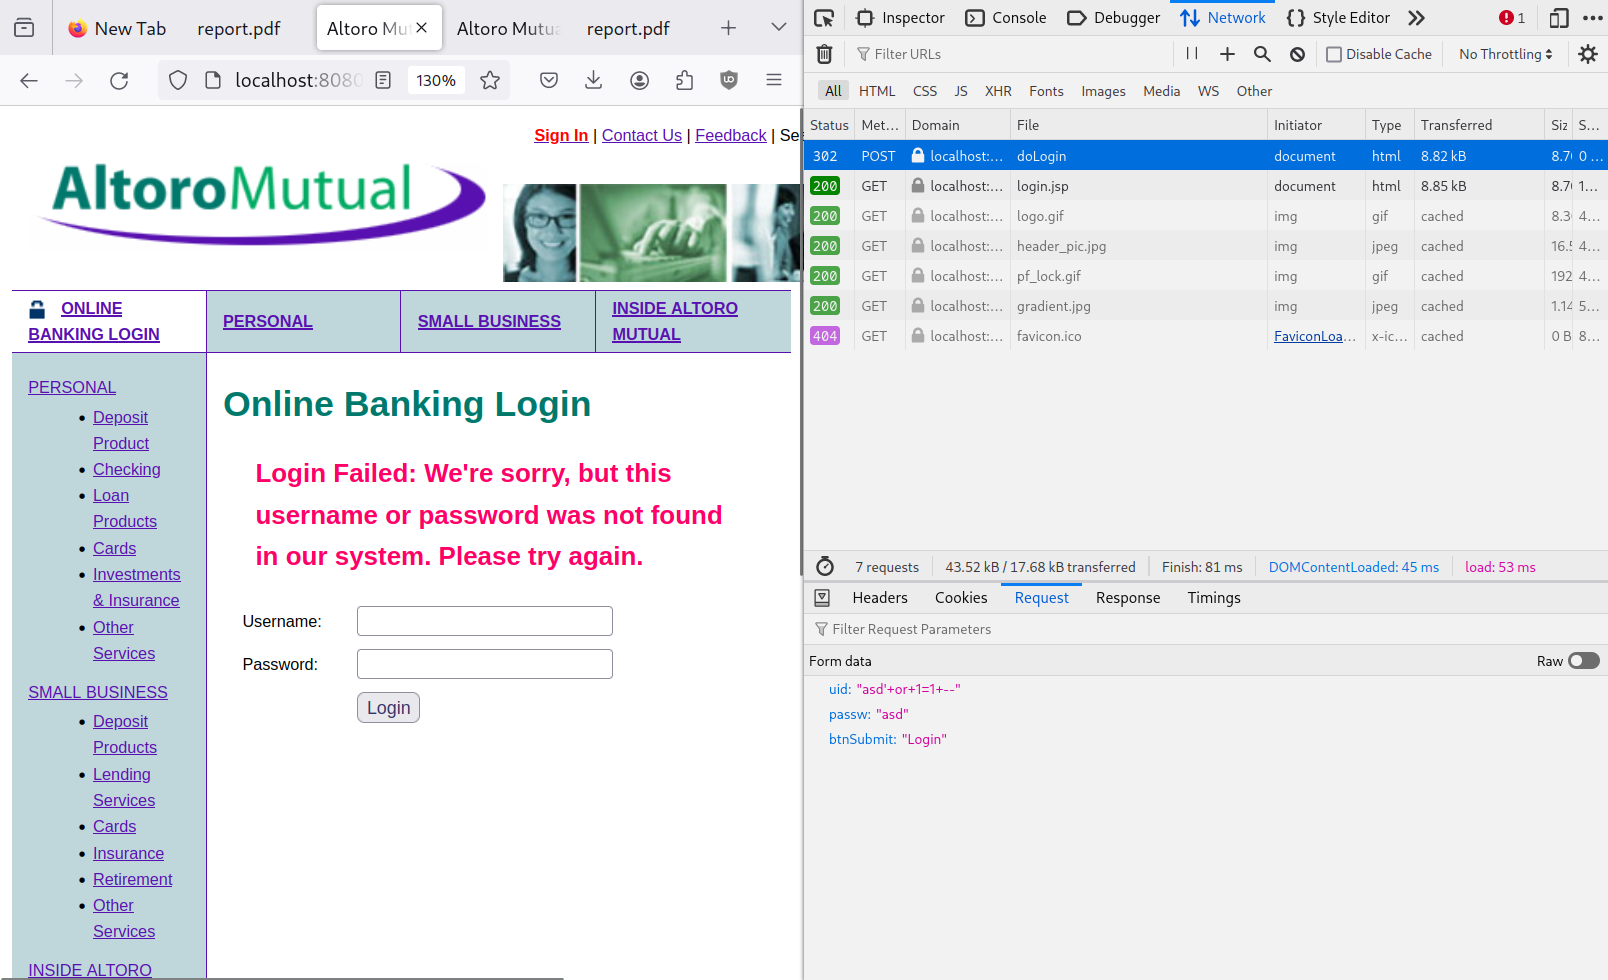 New Tab
report.pdf
Altoro Mut
Altoro Mutua
report.pdf
localhost:8080
130%
Sign In | Contact Us | Feedback | Sea
AltoroMutual
ONLINE BANKING LOGIN
PERSONAL
SMALL BUSINESS
INSIDE ALTORO MUTUAL
PERSONAL
Deposit
Product
Checking
Loan
Products
Cards
Investments
& Insurance
Other
Services
SMALL BUSINESS
Deposit
Products
Lending
Services
Cards
Insurance
Retirement
Other
Services
INSIDE ALTORO
Online Banking Login
Login Failed: We're sorry, but this
username or password was not found
in our system. Please try again.
Username:
Password:
Login
Inspector Console Debugger Network Style Editor 1
Filter URLs Disable Cache No Throttling
All HTML CSS JS XHR Fonts Images Media WS Other
Status Met... Domain File Initiator Type Transferred Siz S...
302 POST localhost:... doLogin document html 8.82 kB 8.7 0 ...
200 GET localhost:... login.jsp document html 8.85 kB 8.7 1...
200 GET localhost:... logo.gif img gif cached 8.3 4...
200 GET localhost:... header_pic.jpg img jpeg cached 16.5 4...
200 GET localhost:... pf_lock.gif img gif cached 192 4...
200 GET localhost:... gradient.jpg img jpeg cached 1.14 5...
404 GET localhost:... favicon.ico FaviconLoa... x-ic... cached 0 B 8...
7 requests 43.52 kB / 17.68 kB transferred Finish: 81 ms DOMContentLoaded: 45 ms load: 53 ms
Headers Cookies Request Response Timings
Filter Request Parameters
Form data Raw
uid: "asd'+or+1=1+--"
passw: "asd"
btnSubmit: "Login"